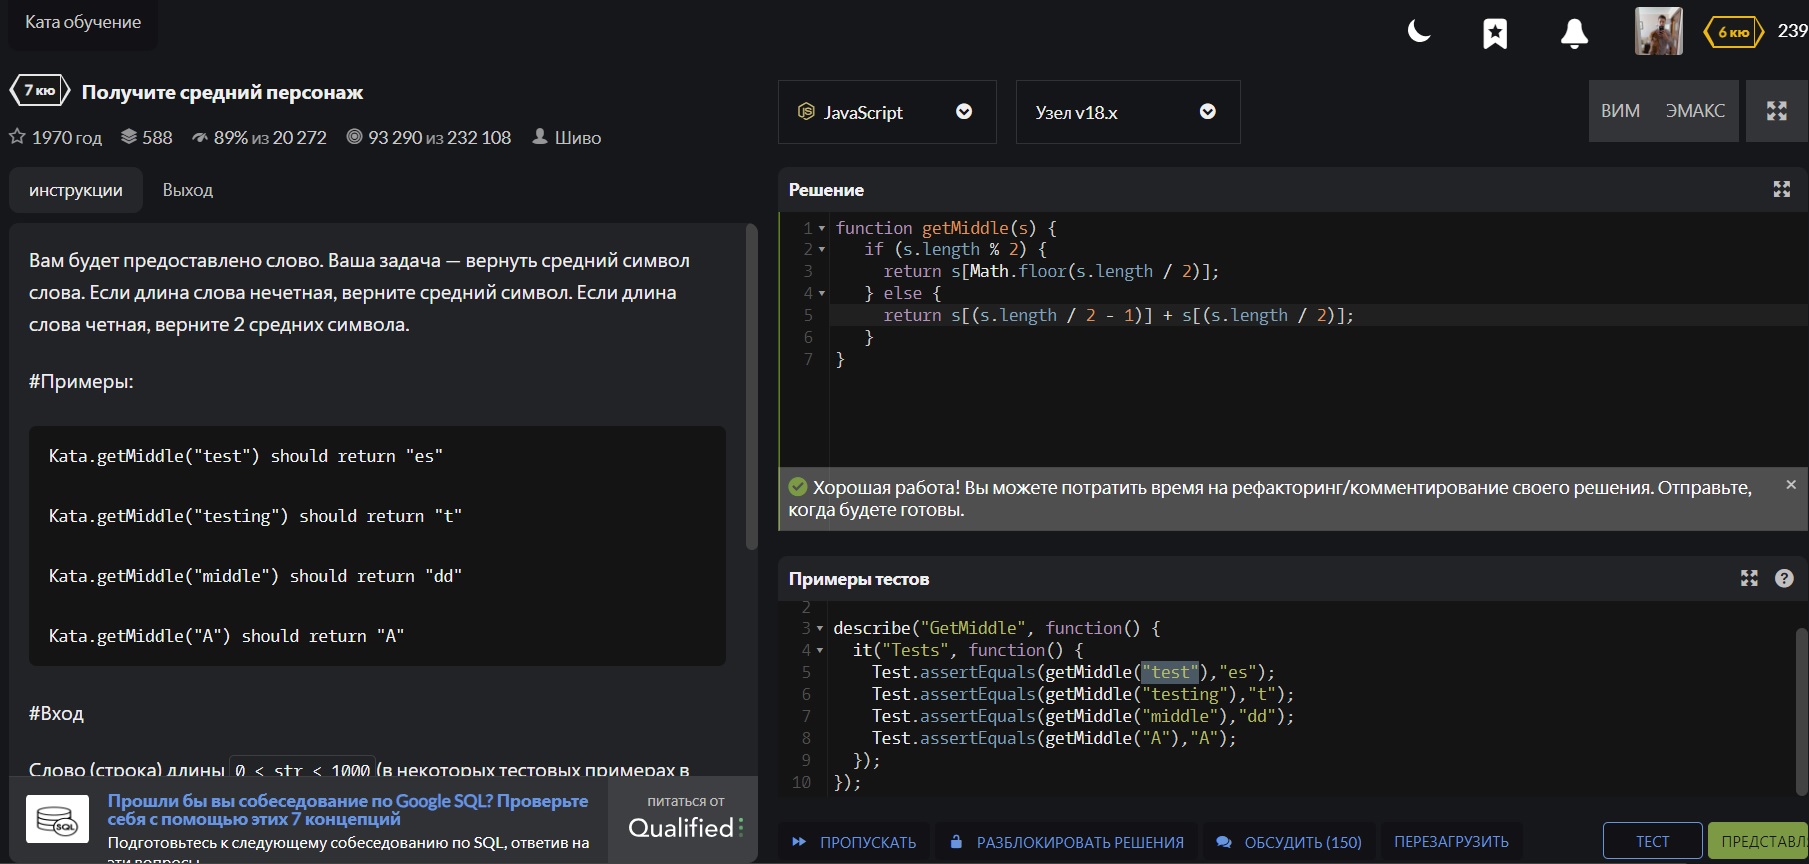 Ката обучение
6 кю
239
7 кю
Получите средний персонаж
1970 год
588
89% из 20 272
93 290 из 232 108
Шиво
JavaScript
Узел v18.x
ВИМ
ЭМАКС
инструкции
Выход
Вам будет предоставлено слово. Ваша задача — вернуть средний символ
слова. Если длина слова нечетная, верните средний символ. Если длина
слова четная, верните 2 средних символа.
#Примеры:
Kata.getMiddle("test") should return "es"
Kata.getMiddle("testing") should return "t"
Kata.getMiddle("middle") should return "dd"
Kata.getMiddle("A") should return "A"
#Вход
Слово (строка) длины 0 < str < 1000 (в некоторых тестовых примерах в
SQL
Прошли бы вы собеседование по Google SQL? Проверьте
себя с помощью этих 7 концепций
Подготовьтесь к следующему собеседованию по SQL, ответив на
эти вопросы
питаться от
Qualified
Решение
1 function getMiddle(s) {
2 if (s.length % 2) {
3 return s[Math.floor(s.length / 2)];
4 } else {
5 return s[(s.length / 2 - 1)] + s[(s.length / 2)];
6 }
7 }
Хорошая работа! Вы можете потратить время на рефакторинг/комментирование своего решения. Отправьте,
когда будете готовы.
Примеры тестов
2
3 describe("GetMiddle", function() {
4 it("Tests", function() {
5 Test.assertEquals(getMiddle("test"),"es");
6 Test.assertEquals(getMiddle("testing"),"t");
7 Test.assertEquals(getMiddle("middle"),"dd");
8 Test.assertEquals(getMiddle("A"),"A");
9 });
10 });
ПРОПУСКАТЬ
РАЗБЛОКИРОВАТЬ РЕШЕНИЯ
ОБСУДИТЬ (150)
ПЕРЕЗАГРУЗИТЬ
ТЕСТ
ПРЕДСТАВЛ